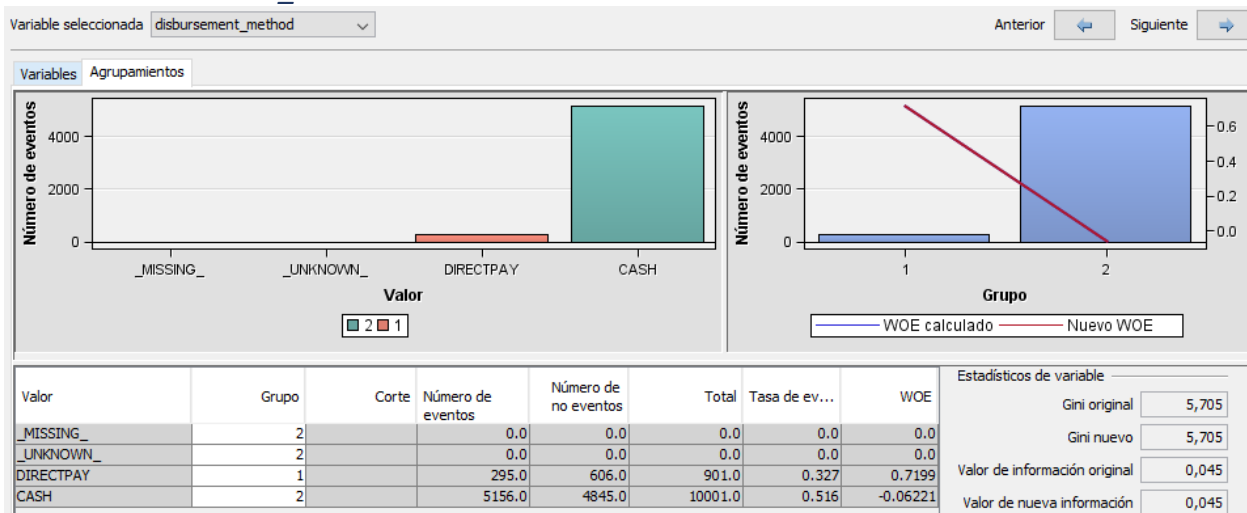 Variable seleccionada disbursement_method Anterior Siguiente
Variables Agrupamientos
Número de eventos
4000
2000
0
_MISSING_ _UNKNOWN_ DIRECTPAY CASH
Valor
2 1
Número de eventos
4000
2000
0
0.6
0.4
0.2
0.0
1 2
Grupo
WOE calculado Nuevo WOE
Valor Grupo Corte Número de eventos Número de no eventos Total Tasa de ev... WOE
_MISSING_ 2 0.0 0.0 0.0 0.0 0.0
_UNKNOWN_ 2 0.0 0.0 0.0 0.0 0.0
DIRECTPAY 1 295.0 606.0 901.0 0.327 0.7199
CASH 2 5156.0 4845.0 10001.0 0.516 -0.06221
Estadísticos de variable
Gini original 5,705
Gini nuevo 5,705
Valor de información original 0,045
Valor de nueva información 0,045